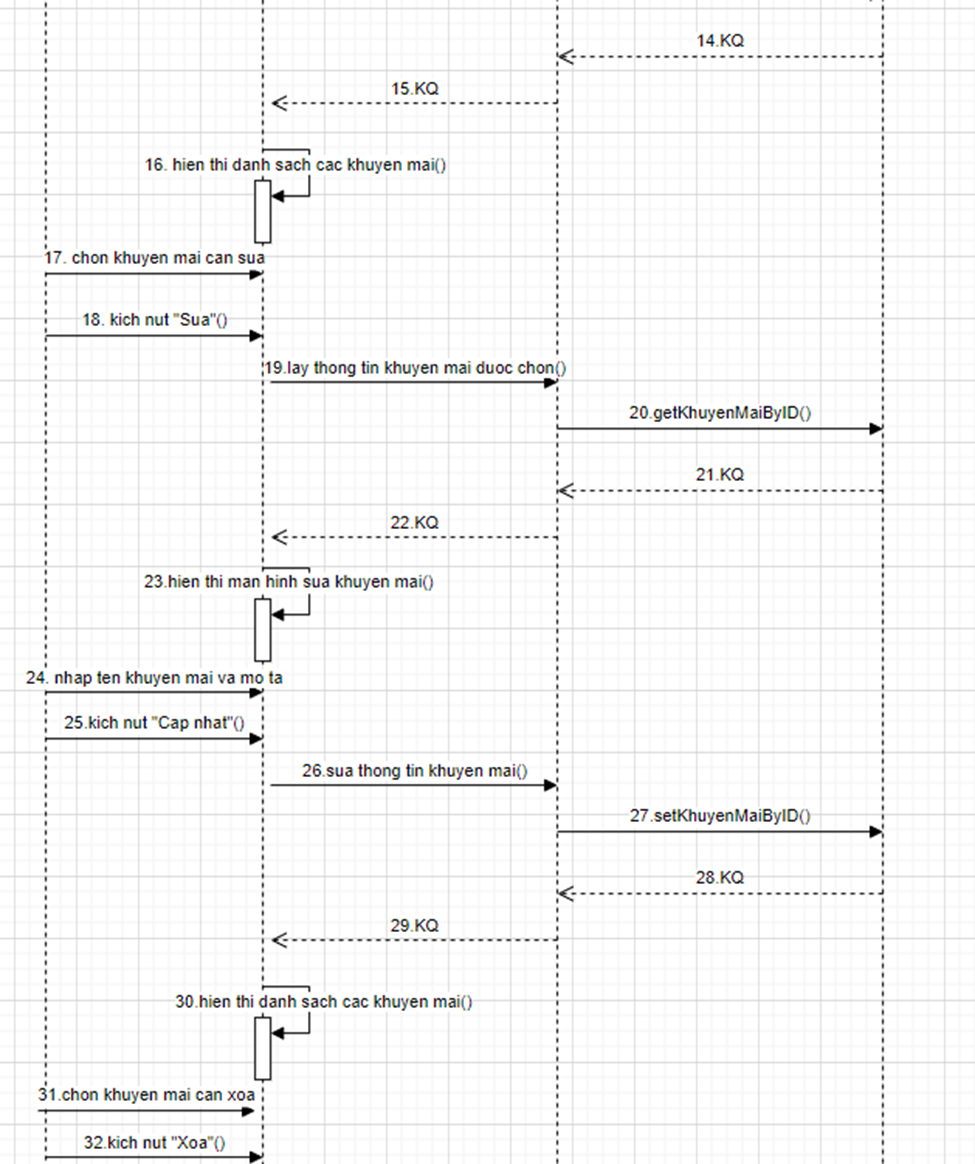 14.KQ
15.KQ
16. hien thi danh sach cac khuyen mai()
17. chon khuyen mai can sua
18. kich nut "Sua"()
19.lay thong tin khuyen mai duoc chon()
20.getKhuyenMaiByID()
21.KQ
22.KQ
23.hien thi man hinh sua khuyen mai()
24. nhap ten khuyen mai va mo ta
25.kich nut "Cap nhat"()
26.sua thong tin khuyen mai()
27.setKhuyenMaiByID()
28.KQ
29.KQ
30.hien thi danh sach cac khuyen mai()
31.chon khuyen mai can xoa
32.kich nut "Xoa"()